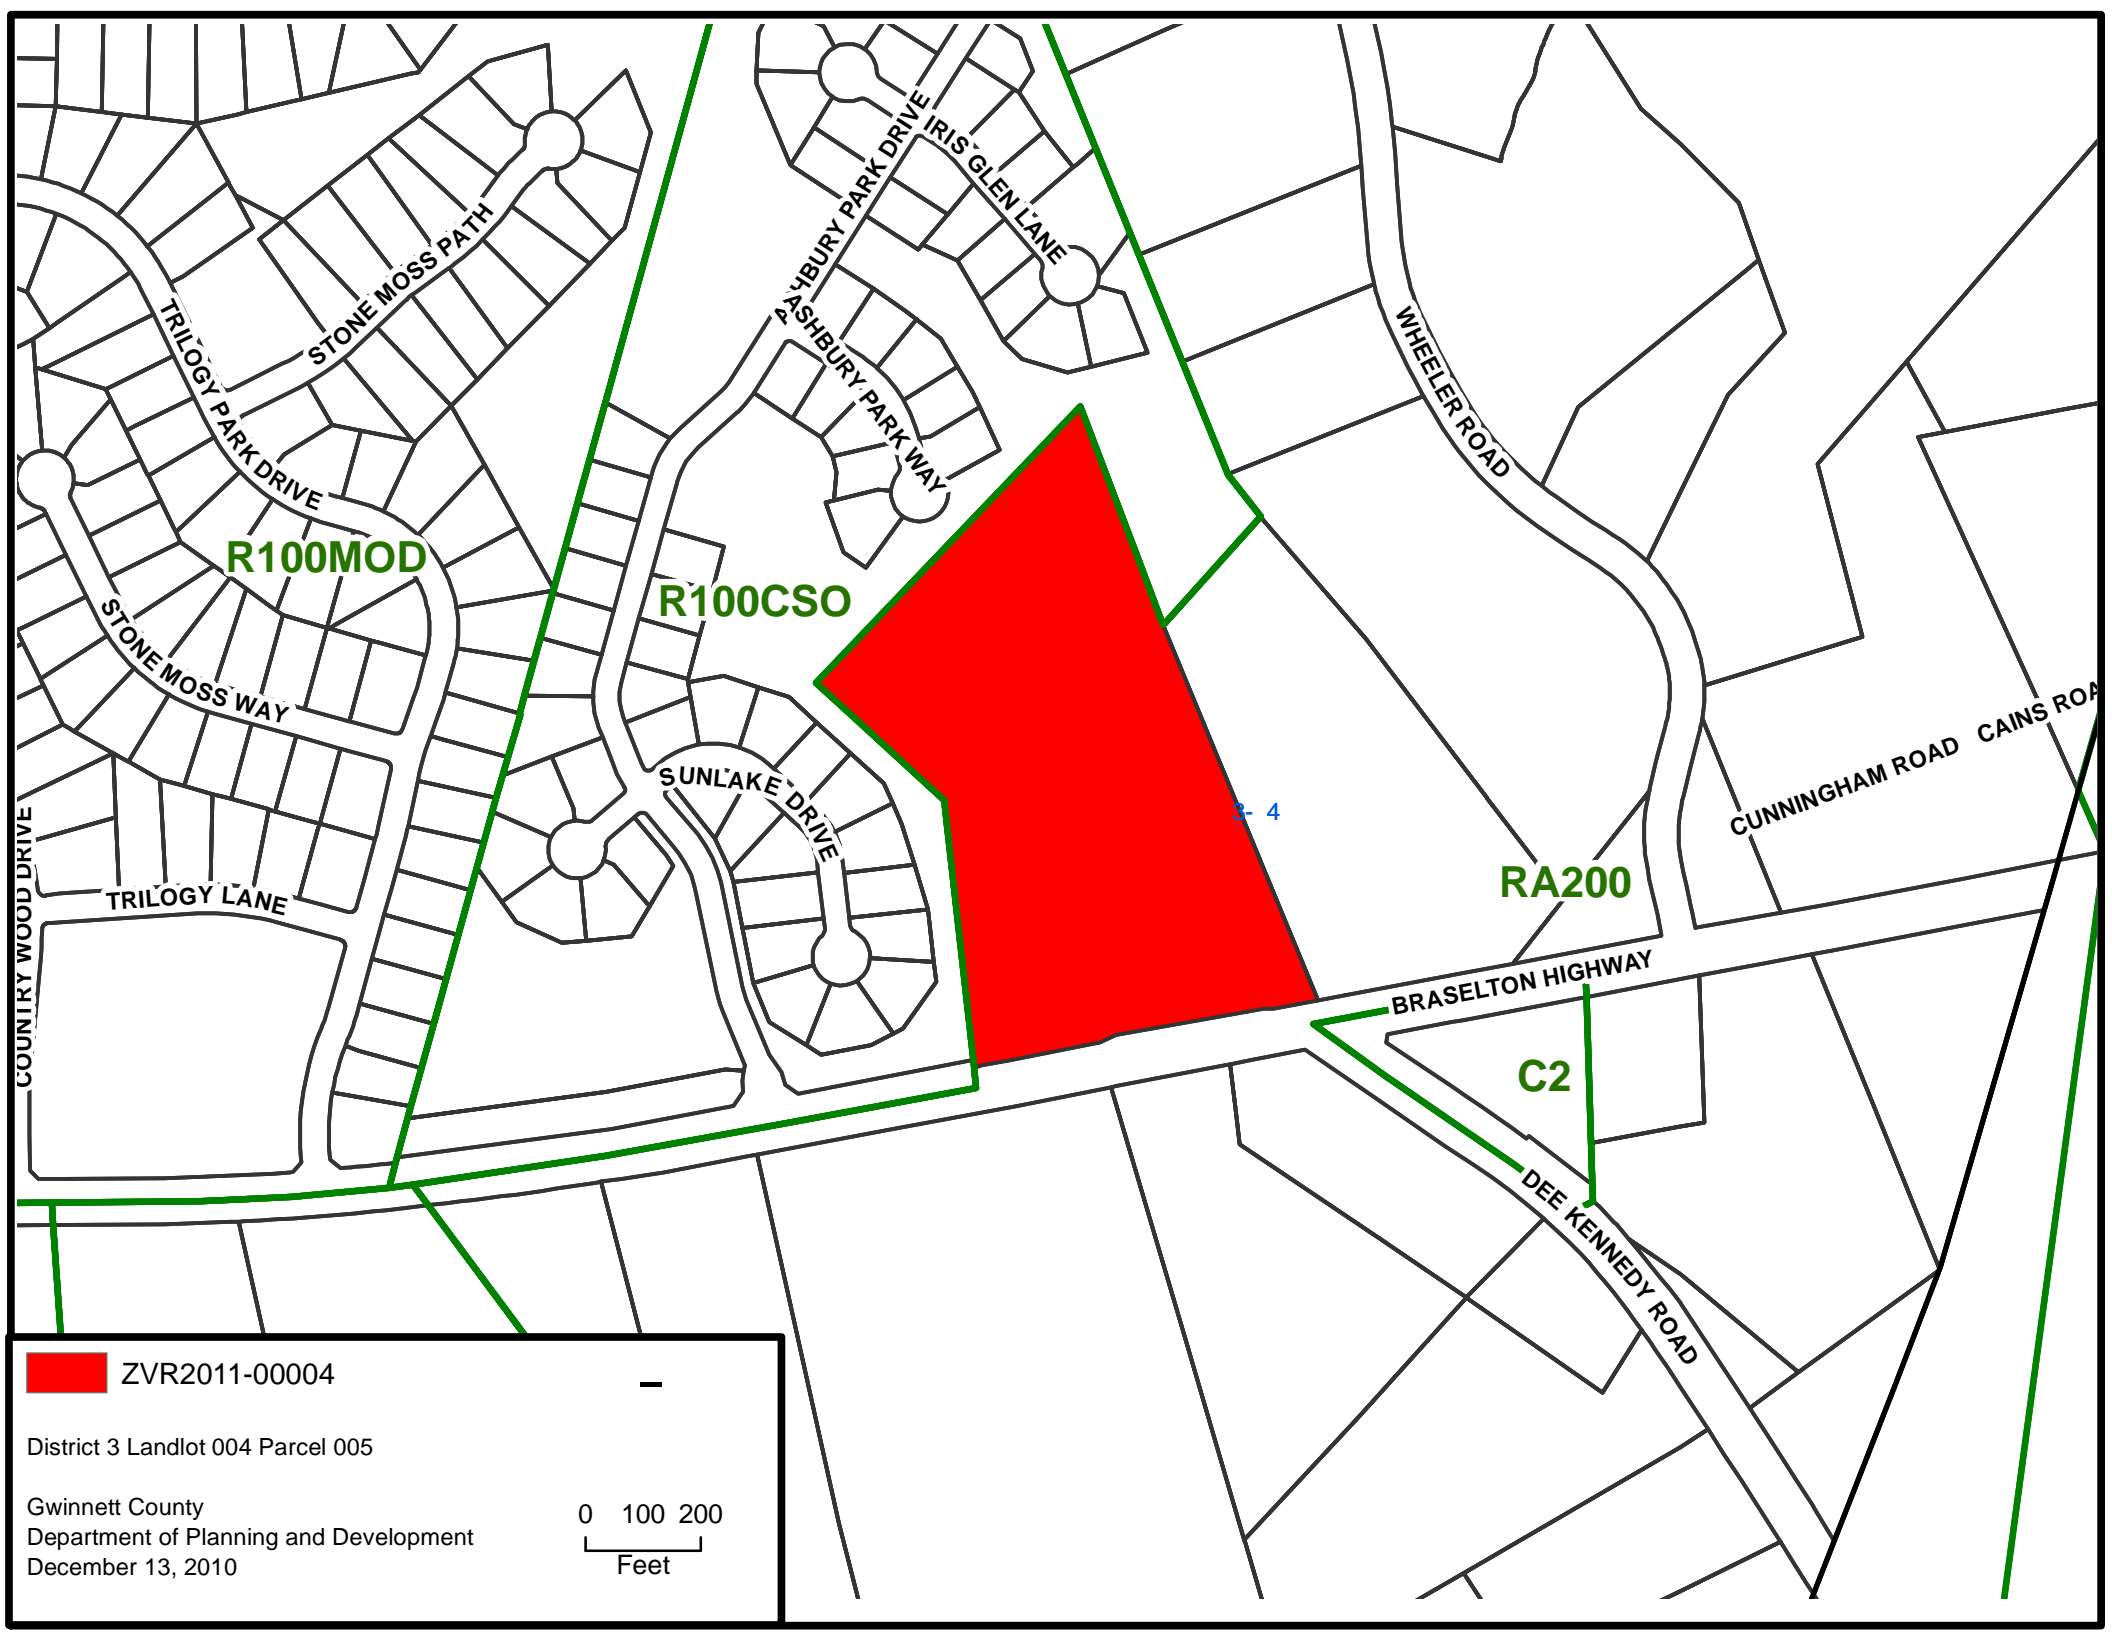 IRIS GLEN LANE
ASHBURY PARK DRIVE
STONE MOSS PATH
TRILOGY PARK DRIVE
ASHBURY PARK WAY
WHEELER ROAD
R100MOD
R100CSO
STONE MOSS WAY
SUNLAKE DRIVE
CUNNINGHAM ROAD
CAINS ROA
3- 4
COUNTRY WOOD DRIVE
TRILOGY LANE
RA200
BRASELTON HIGHWAY
C2
DEE KENNEDY ROAD
ZVR2011-00004
District 3 Landlot 004 Parcel 005
Gwinnett County
Department of Planning and Development
December 13, 2010
0 100 200
Feet